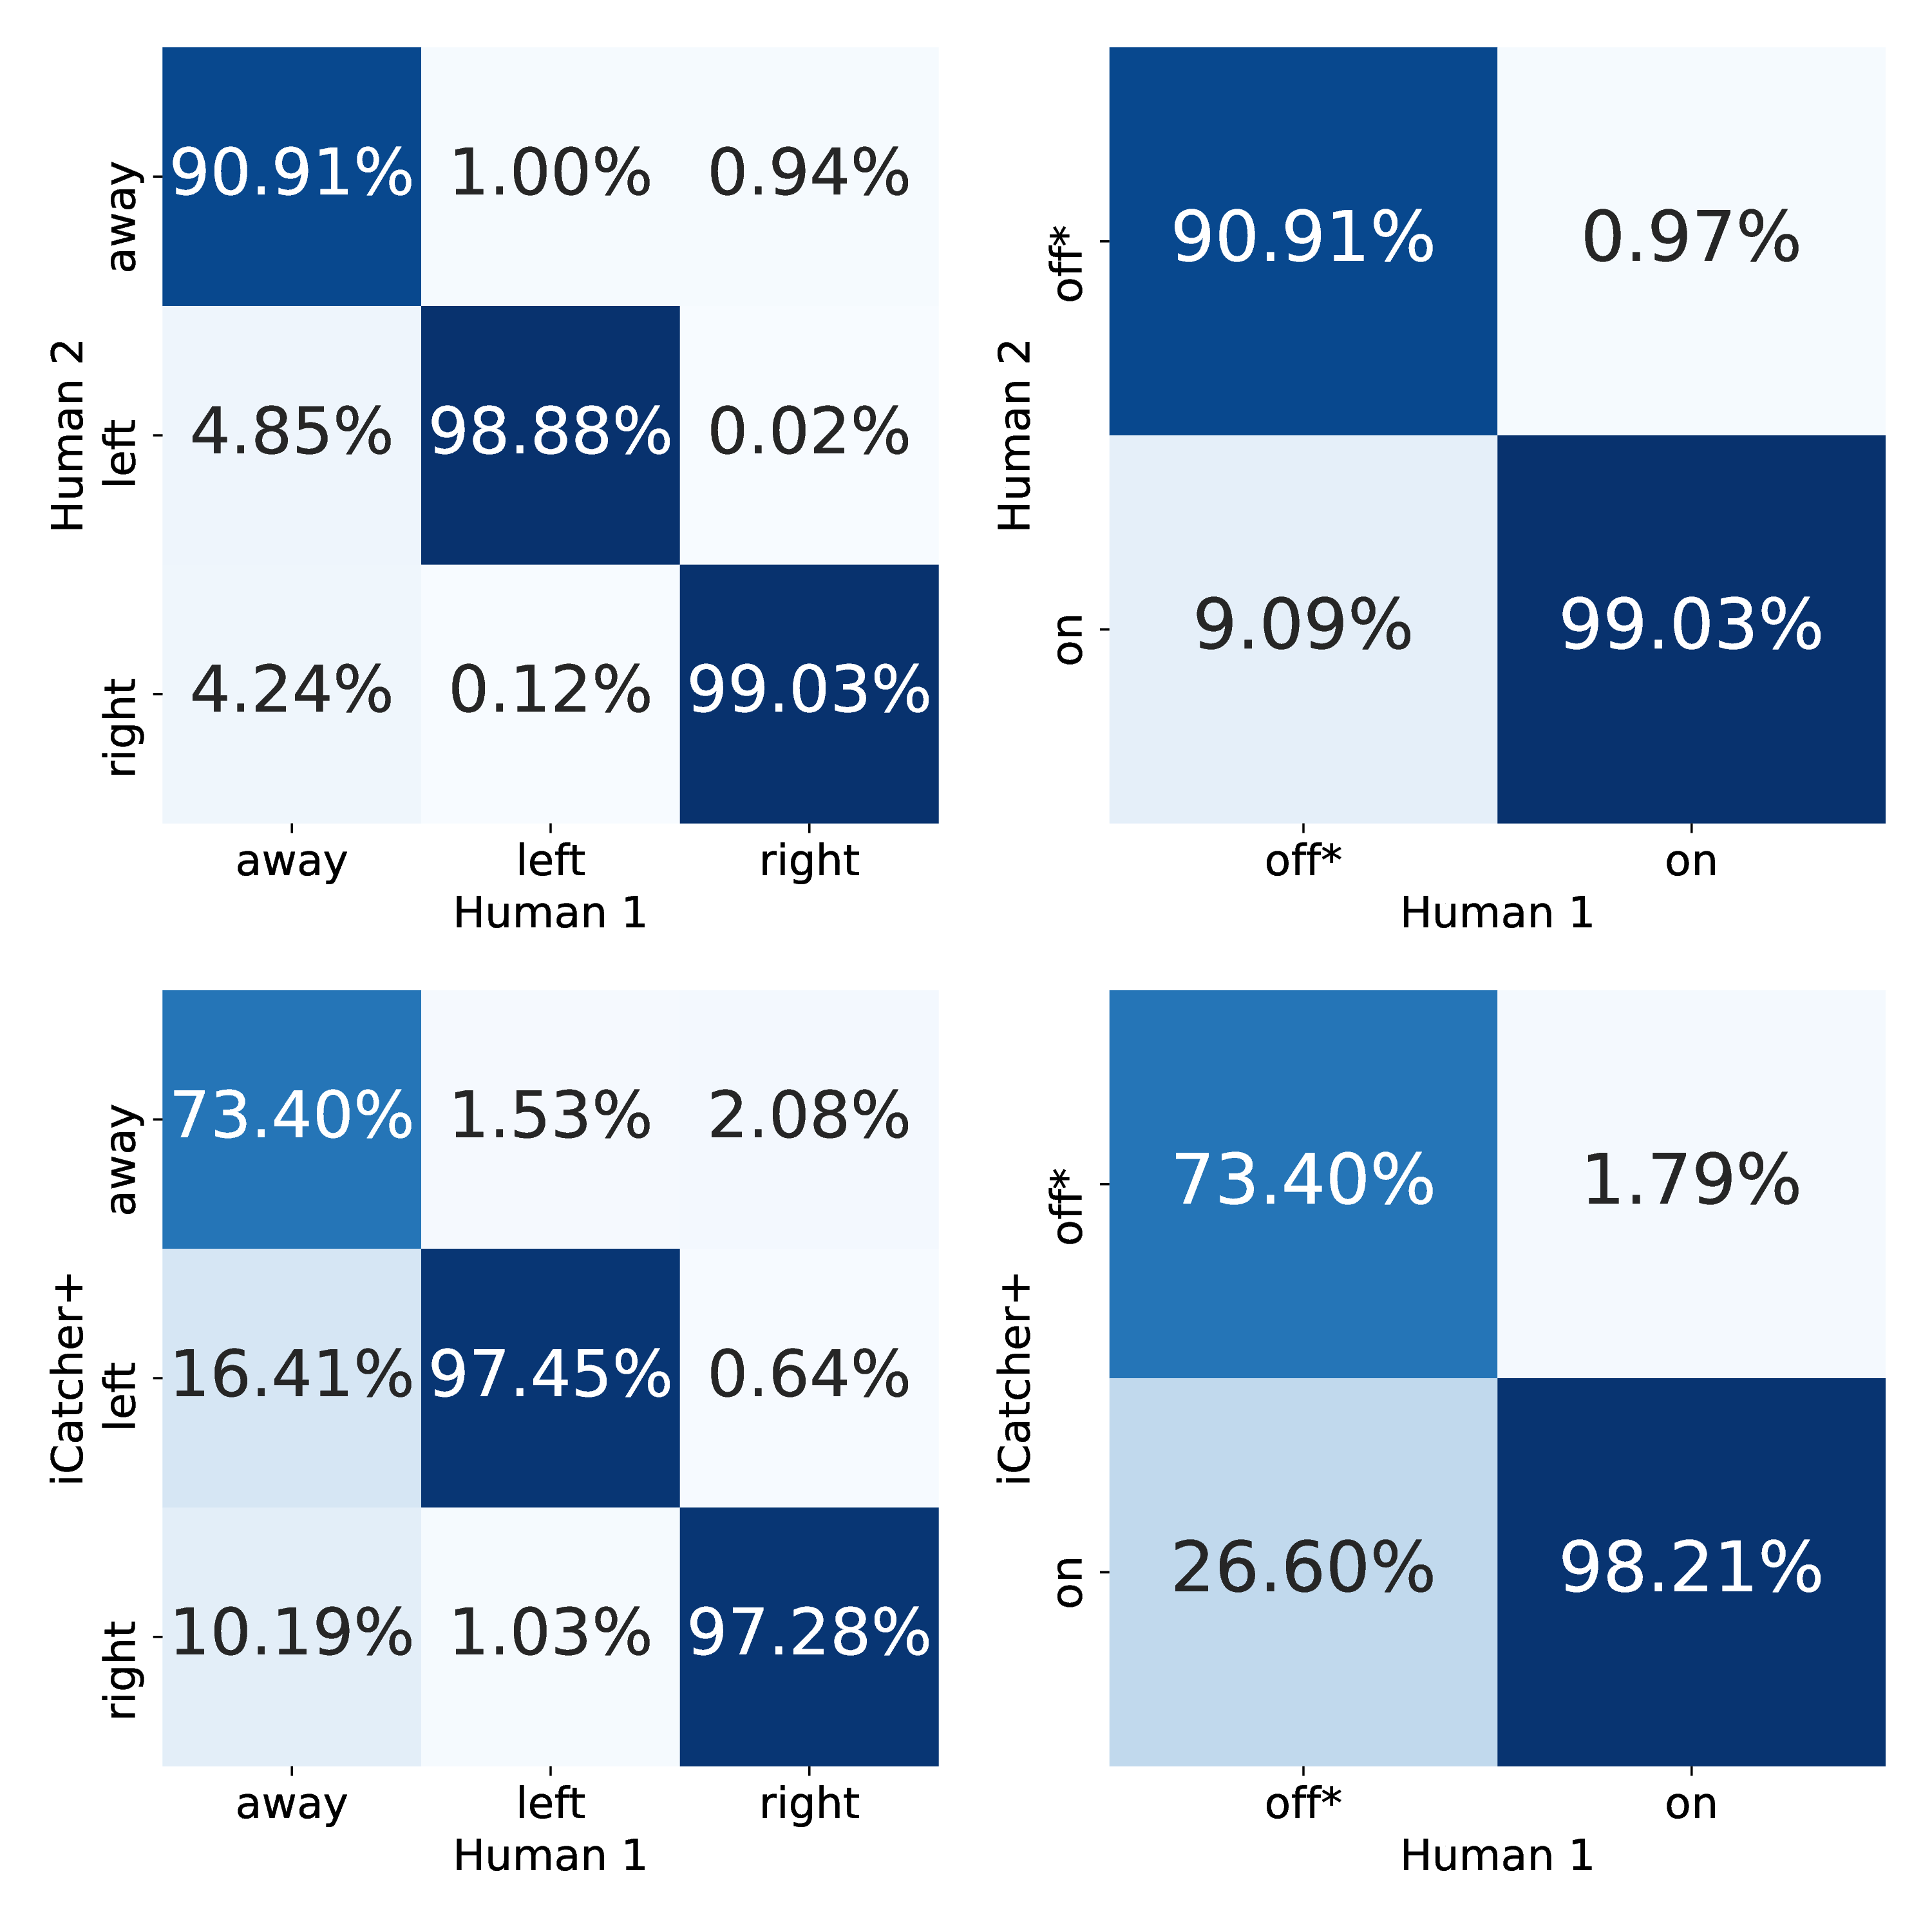 Human 2
away
left
right
90.91% 1.00% 0.94%
4.85% 98.88% 0.02%
4.24% 0.12% 99.03%
away left right
Human 1
Human 2
off*
on
90.91% 0.97%
9.09% 99.03%
off* on
Human 1
iCatcher+
away
left
right
73.40% 1.53% 2.08%
16.41% 97.45% 0.64%
10.19% 1.03% 97.28%
away left right
Human 1
iCatcher+
off*
on
73.40% 1.79%
26.60% 98.21%
off* on
Human 1